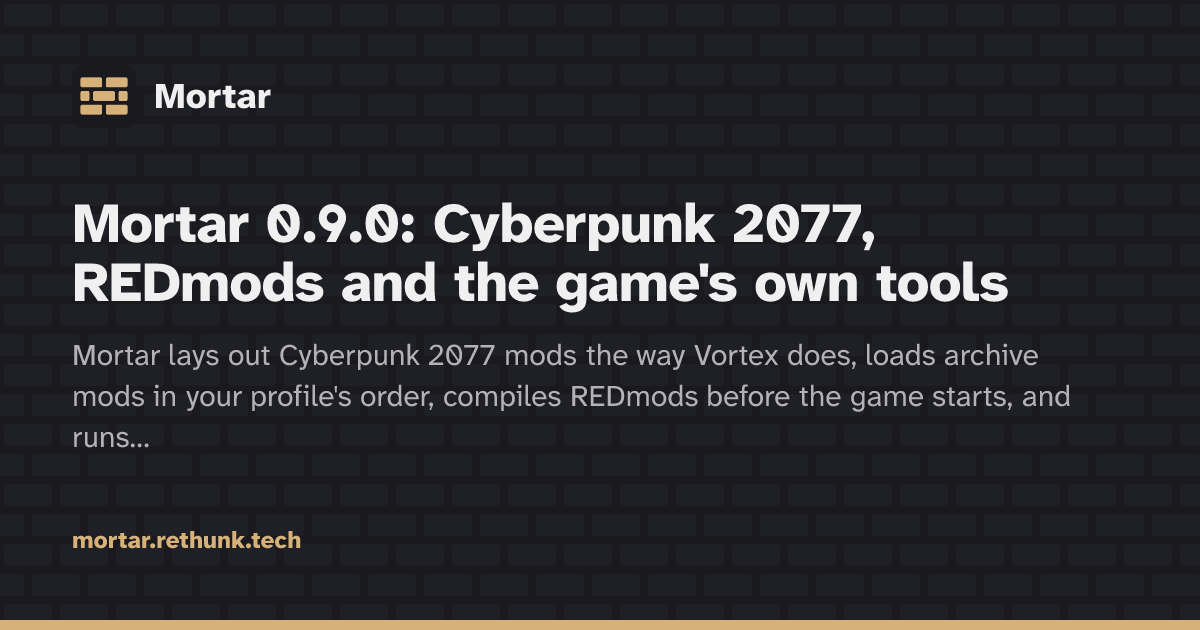 Mortar
Mortar 0.9.0: Cyberpunk 2077,
REDmods and the game's own tools
Mortar lays out Cyberpunk 2077 mods the way Vortex does, loads archive
mods in your profile's order, compiles REDmods before the game starts, and
runs...
mortar.rethunk.tech